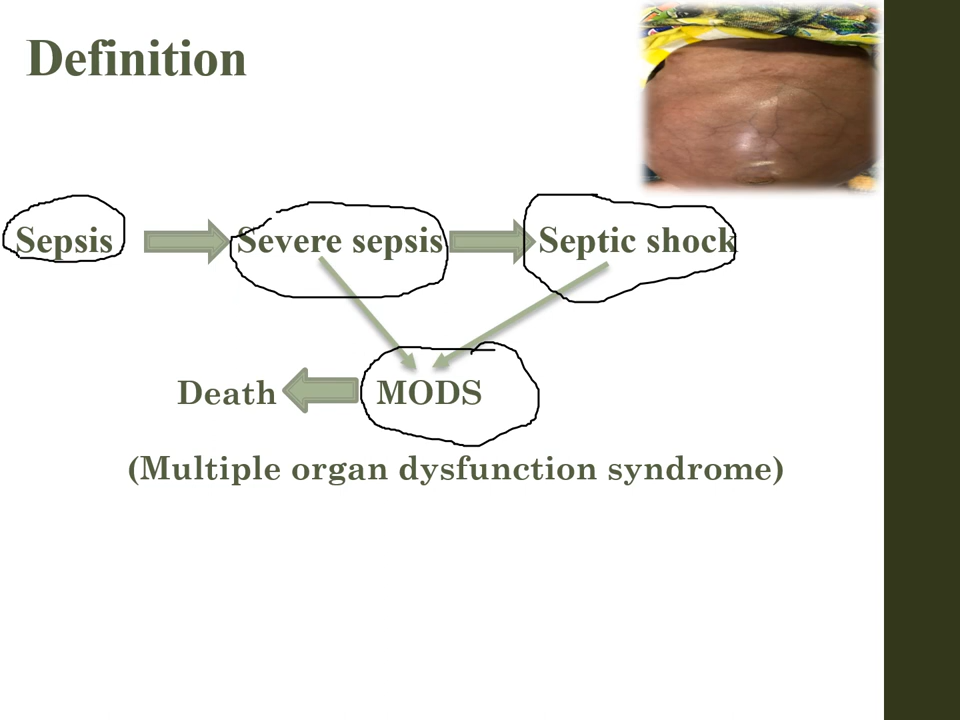 Definition
Sepsis Severe sepsis Septic shock
Death MODS
(Multiple organ dysfunction syndrome)